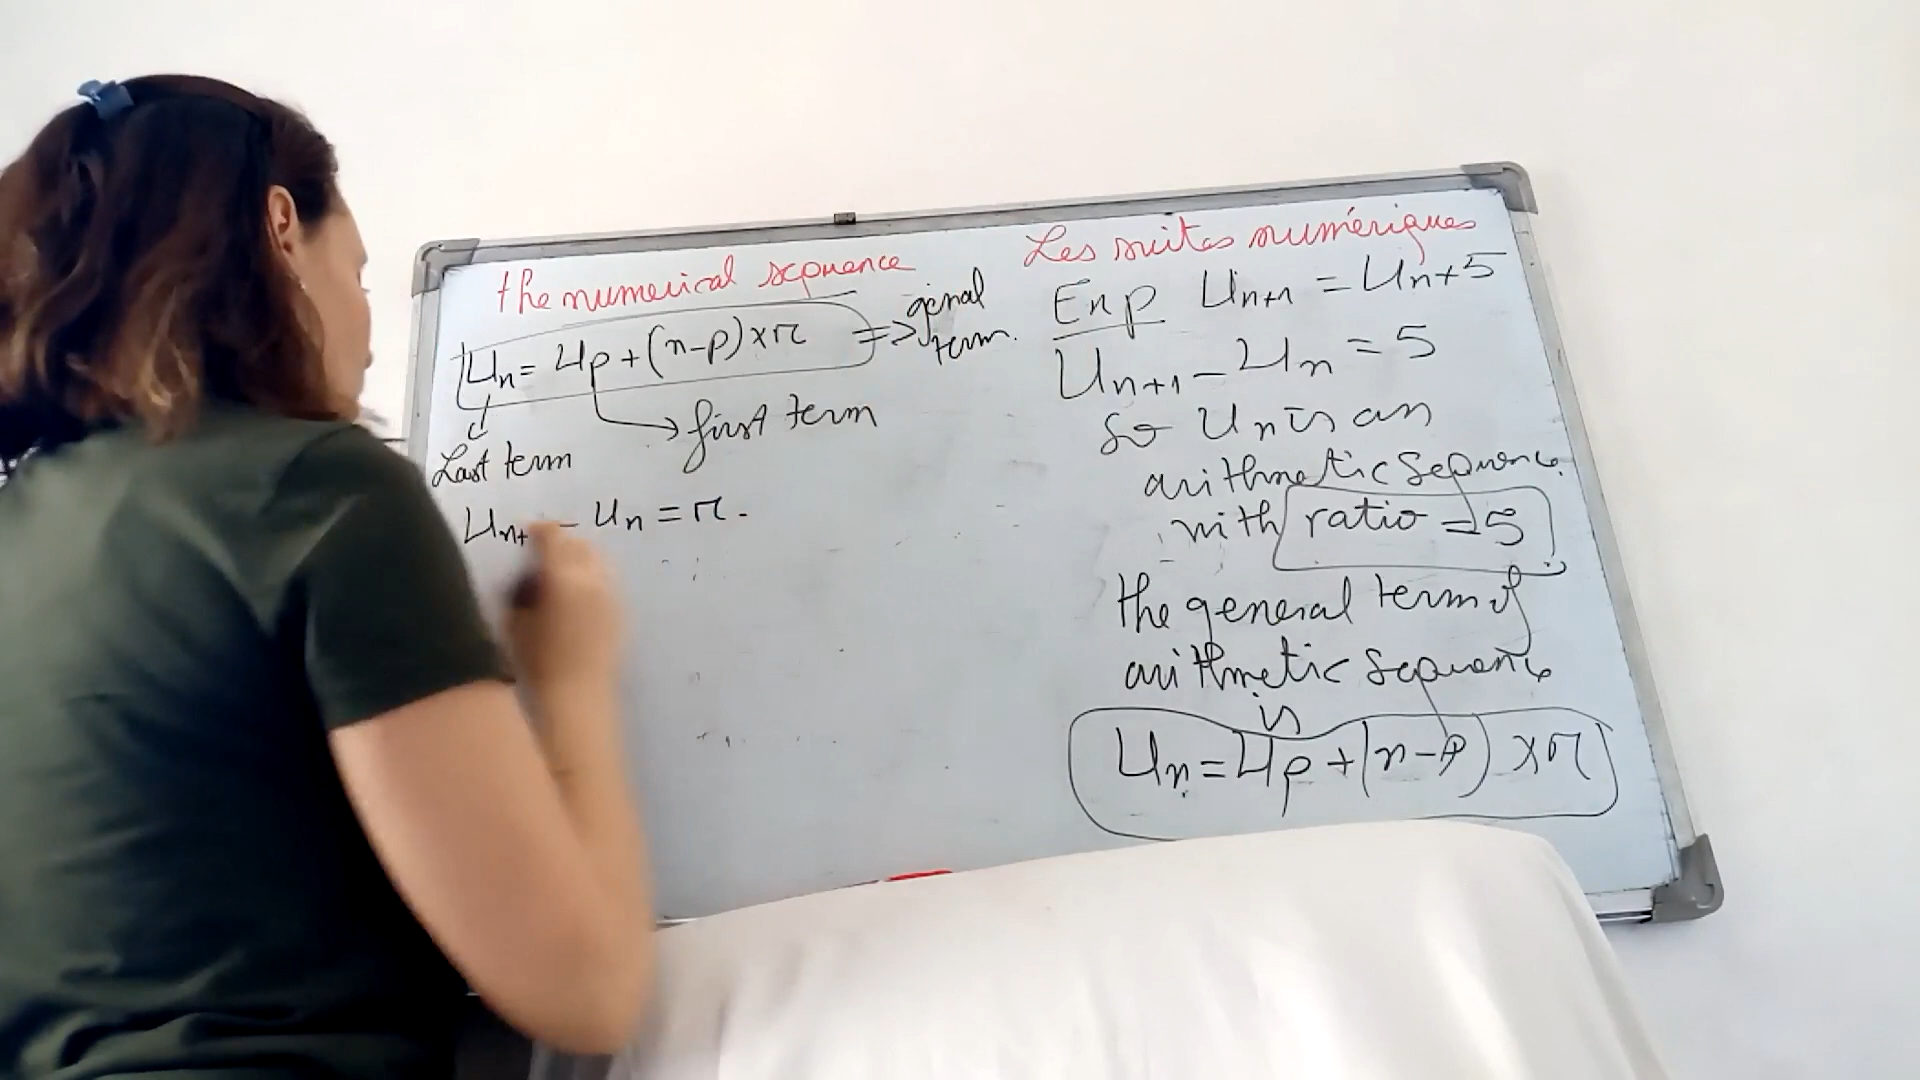 the numerical sequence
Un = Up + (n-p) x r => génal term.
first term
Last term
Un+1 - Un = r.
Les suites numériques
Exp Un+1 = Un + 5
Un+1 - Un = 5
So Un is an
arithmetic Sequence
with ratio = 5
the general term of
arithmetic Sequence
is
Un = Up + (n-p) x r